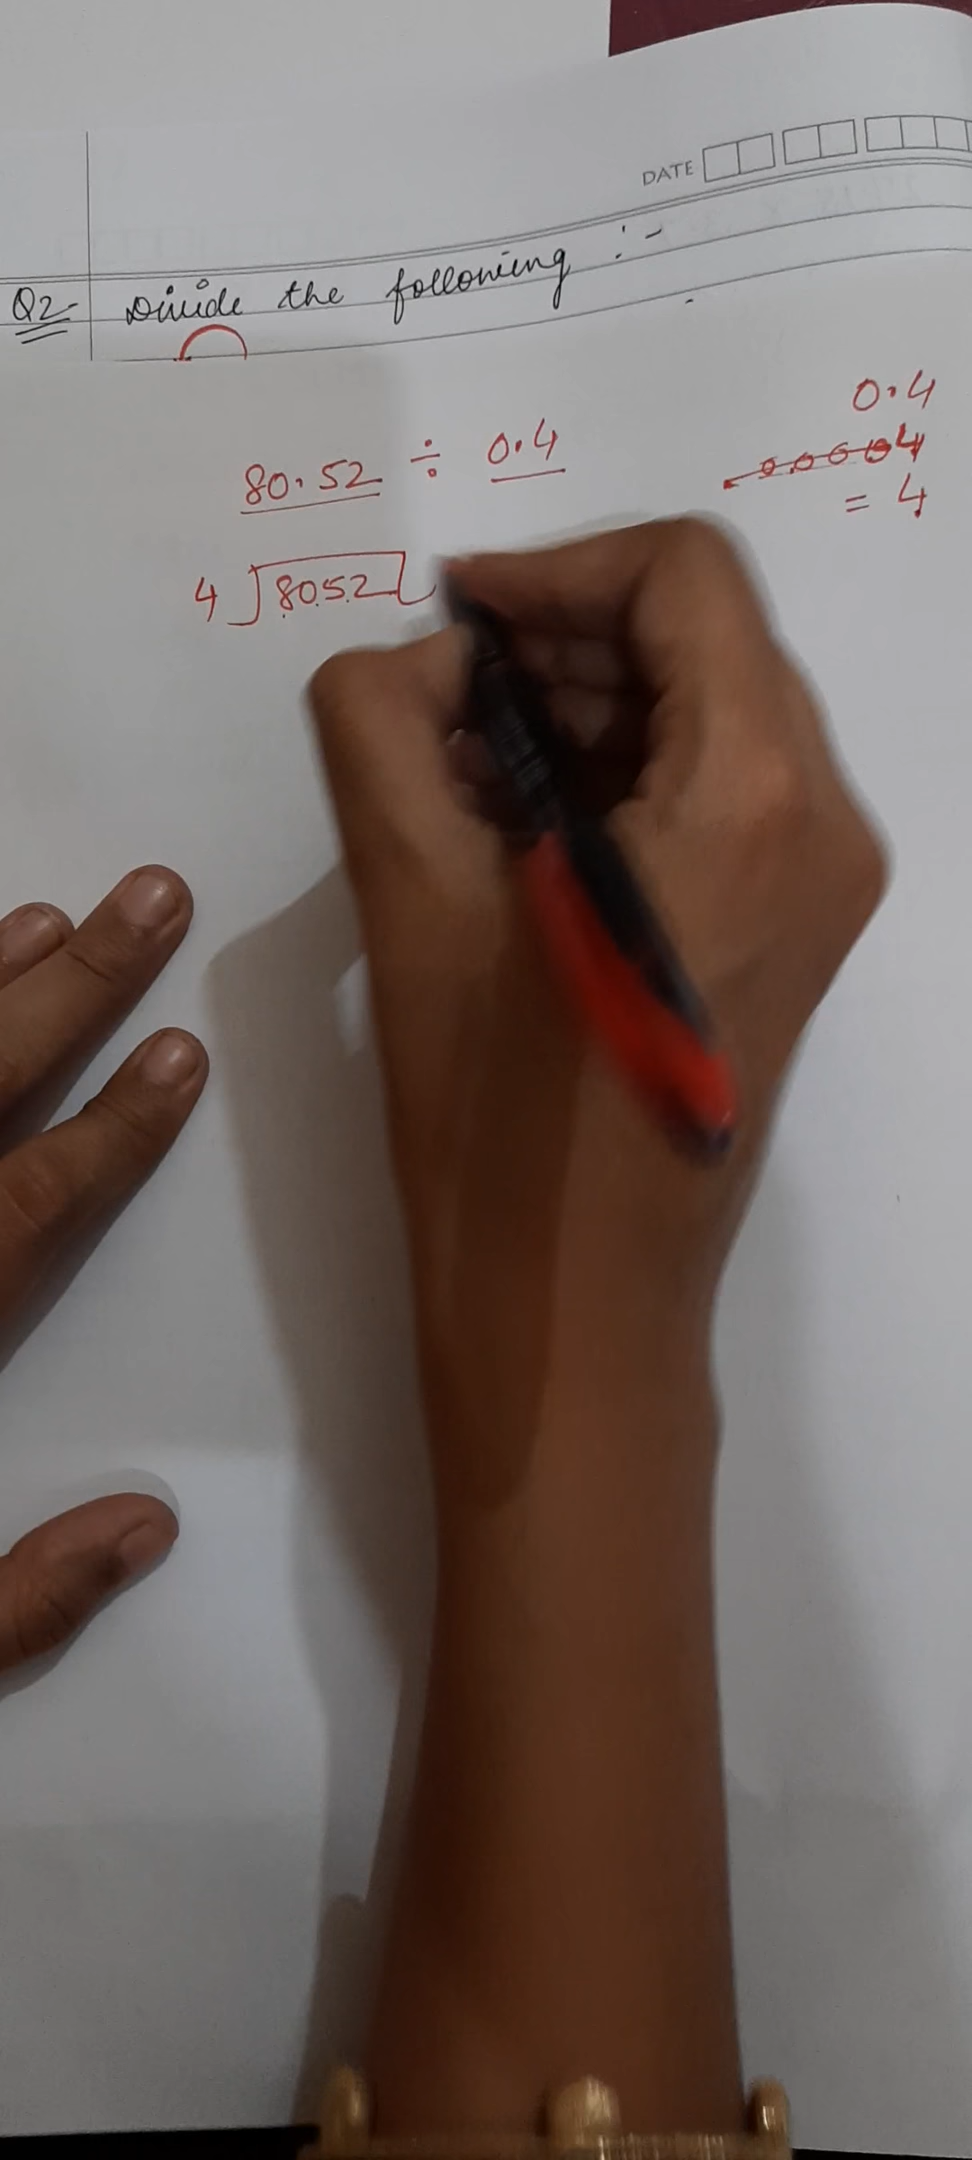 DATE
Q2- Divide the following :-
80.52 ÷ 0.4
0.4
= 4
4 8052